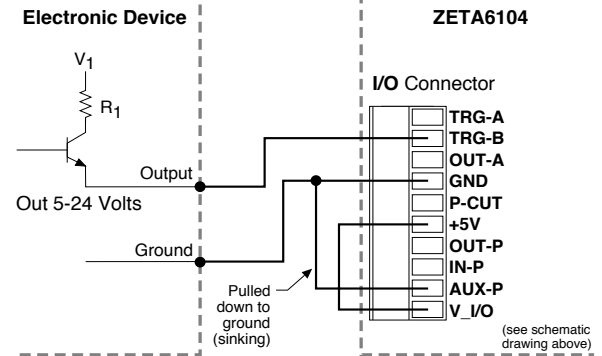 Electronic Device
ZETA6104
V1
R1
Output
Out 5-24 Volts
Ground
Pulled
down to
ground
(sinking)
I/O Connector
TRG-A
TRG-B
OUT-A
GND
P-CUT
+5V
OUT-P
IN-P
AUX-P
V_I/O
(see schematic
drawing above)